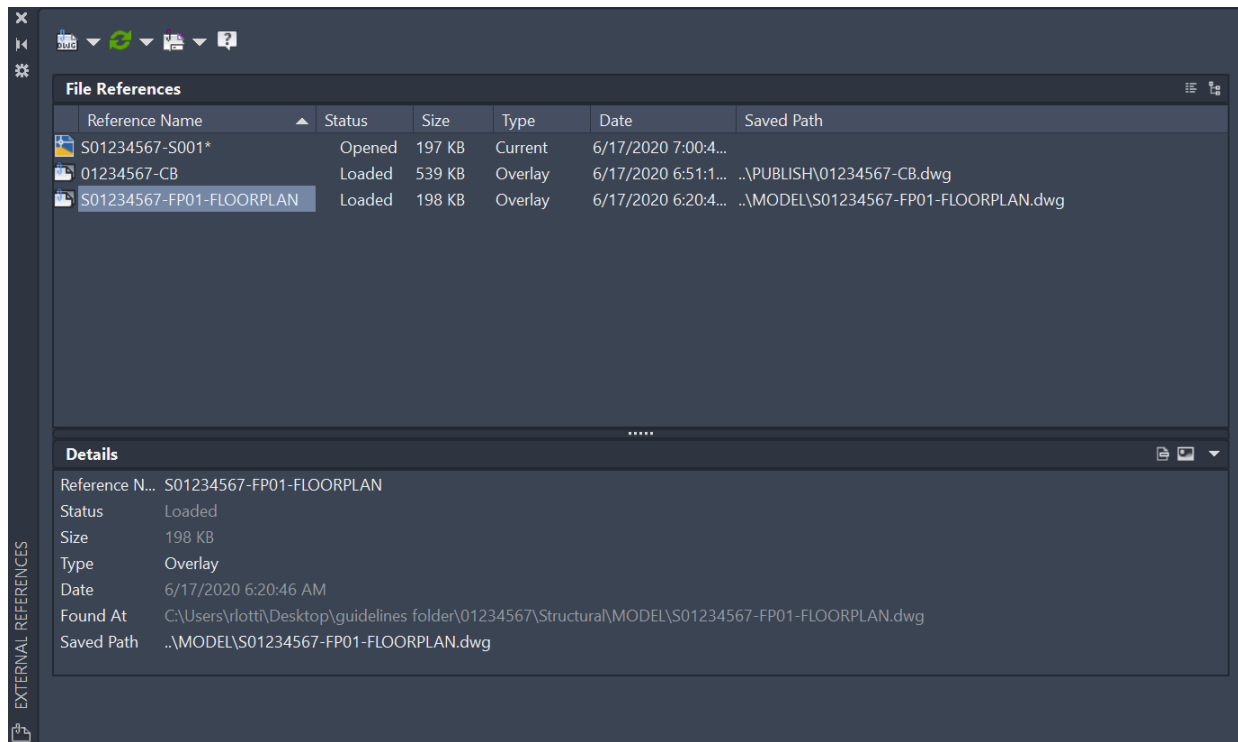 DWG
File References
Reference Name Status Size Type Date Saved Path
S01234567-S001* Opened 197 KB Current 6/17/2020 7:00:4...
01234567-CB Loaded 539 KB Overlay 6/17/2020 6:51:1... ..\PUBLISH\01234567-CB.dwg
S01234567-FP01-FLOORPLAN Loaded 198 KB Overlay 6/17/2020 6:20:4... ..\MODEL\S01234567-FP01-FLOORPLAN.dwg
Details
Reference N... S01234567-FP01-FLOORPLAN
Status Loaded
Size 198 KB
Type Overlay
Date 6/17/2020 6:20:46 AM
Found At C:\Users\rlotti\Desktop\guidelines folder\01234567\Structural\MODEL\S01234567-FP01-FLOORPLAN.dwg
Saved Path ..\MODEL\S01234567-FP01-FLOORPLAN.dwg
EXTERNAL REFERENCES